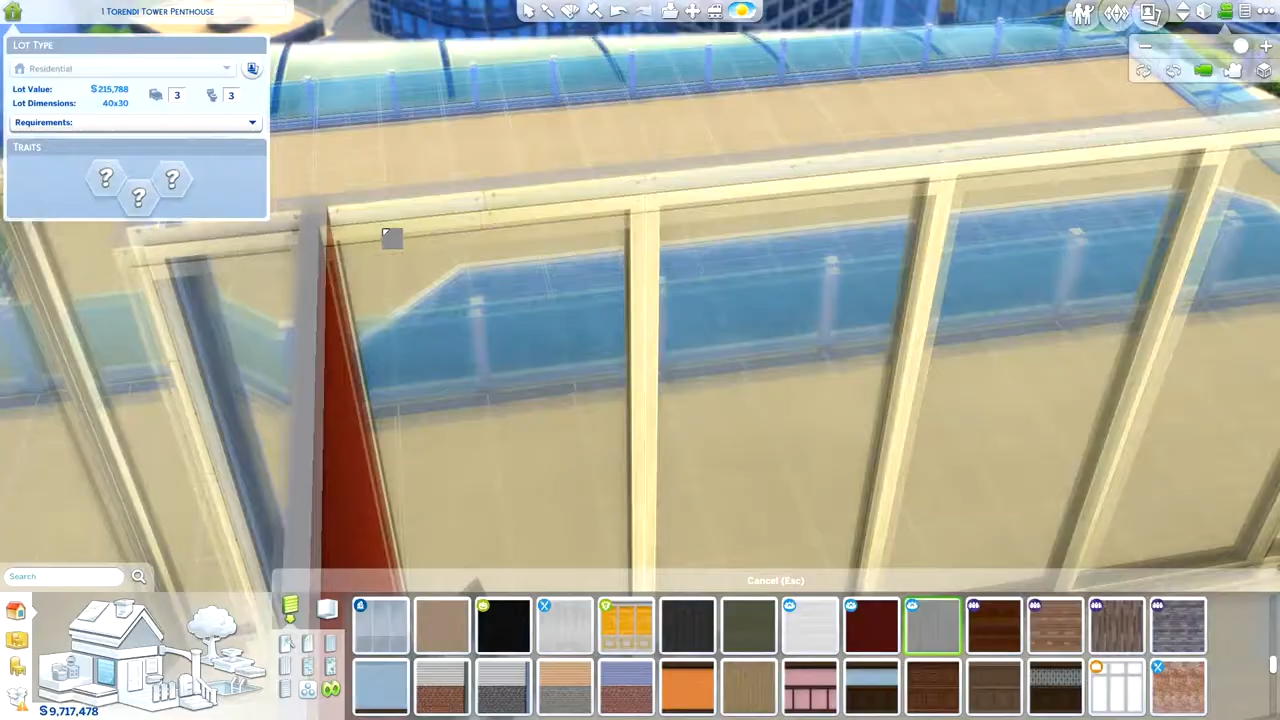 1 TORENDI TOWER PENTHOUSE
LOT TYPE
Residential
Lot Value: §215,788
3
3
Lot Dimensions: 40x30
Requirements:
TRAITS
? ? ?
Cancel (Esc)
Search
§9,717,478